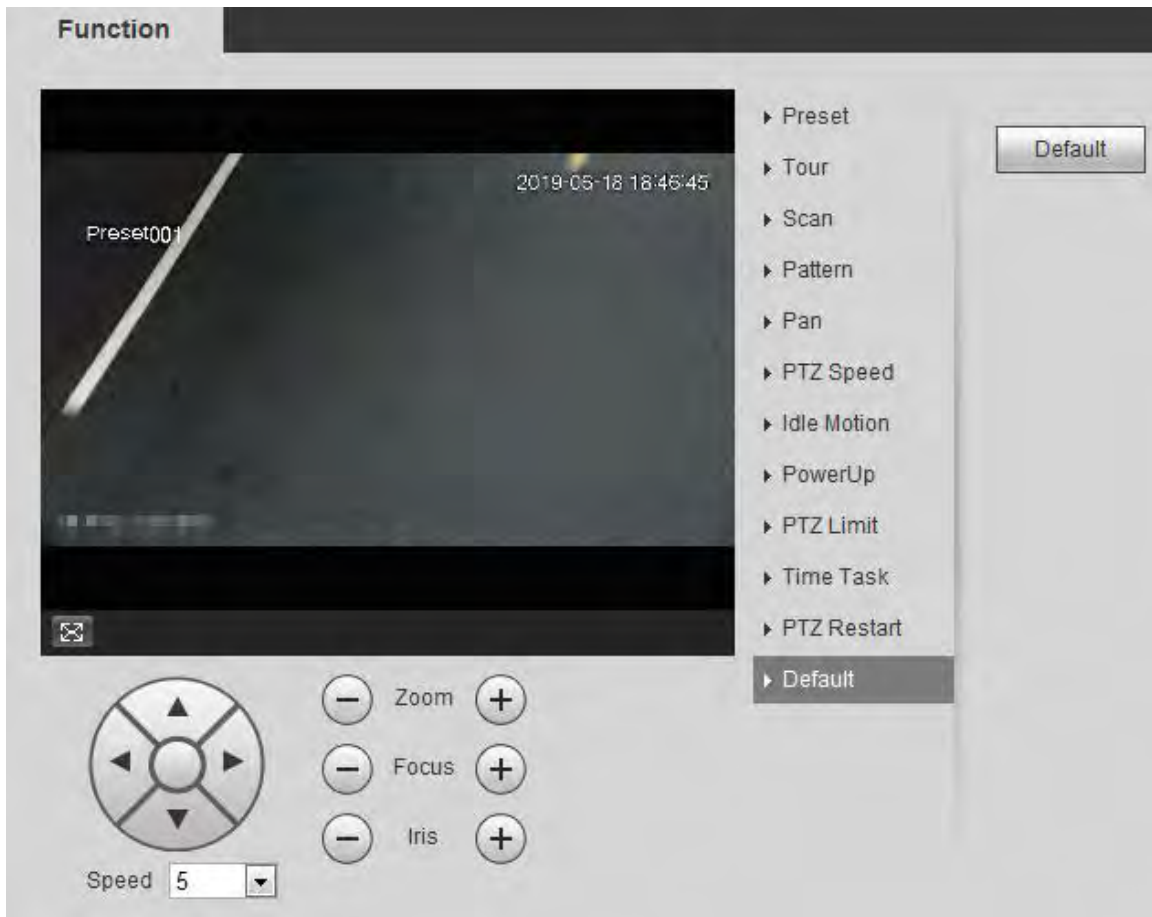 Function
2019-05-18 18:46:45
Preset001
Preset
Tour
Scan
Pattern
Pan
PTZ Speed
Idle Motion
PowerUp
PTZ Limit
Time Task
PTZ Restart
Default
Default
Zoom
Focus
Iris
Speed 5